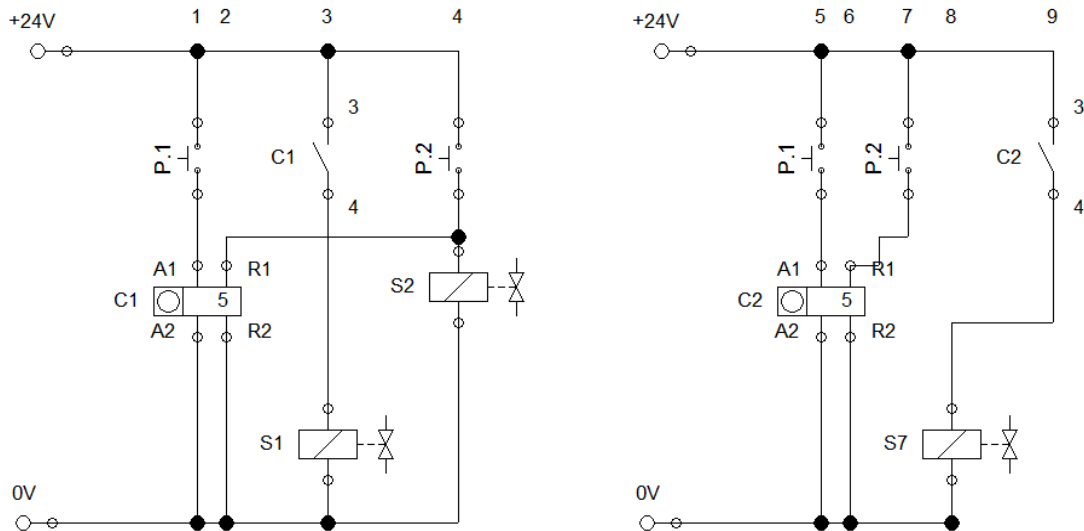 +24V 1 2 3 4
3
P.1 C1 P.2
4
A1 R1
C1 5 S2
A2 R2
S1
0V
+24V 5 6 7 8 9
3
P.1 P.2 C2
4
A1 R1
C2 5
A2 R2
S7
0V